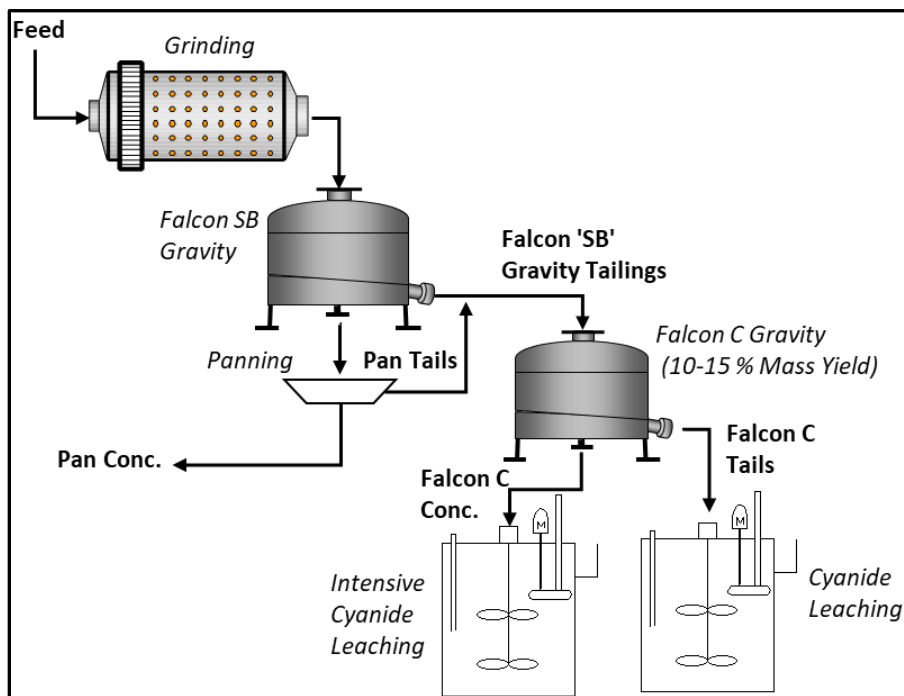 Feed
Grinding
Falcon SB
Gravity
Falcon 'SB'
Gravity Tailings
Panning
Pan Tails
Falcon C Gravity
(10-15 % Mass Yield)
Pan Conc.
Falcon C
Conc.
Falcon C
Tails
M
M
Intensive
Cyanide
Leaching
Cyanide
Leaching